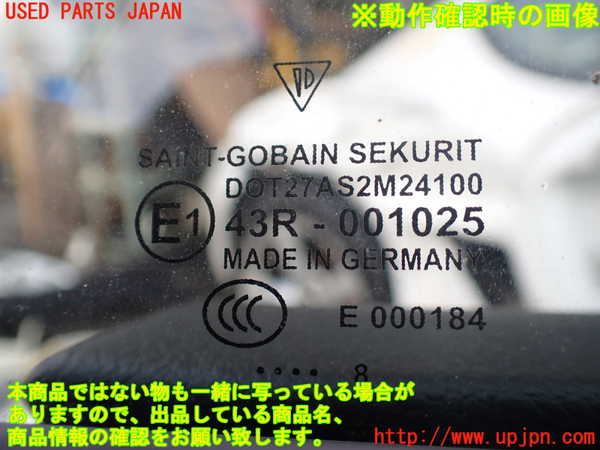 USED PARTS JAPAN
※動作確認時の画像
SAINT-GOBAIN SEKURIT
DOT27AS2M24100
E1 43R - 001025
MADE IN GERMANY
CCC E 000184
.... 8
本商品ではない物も一緒に写っている場合が
ありますので、出品している商品名、
商品情報の確認をお願い致します。
http://www.upjpn.com/